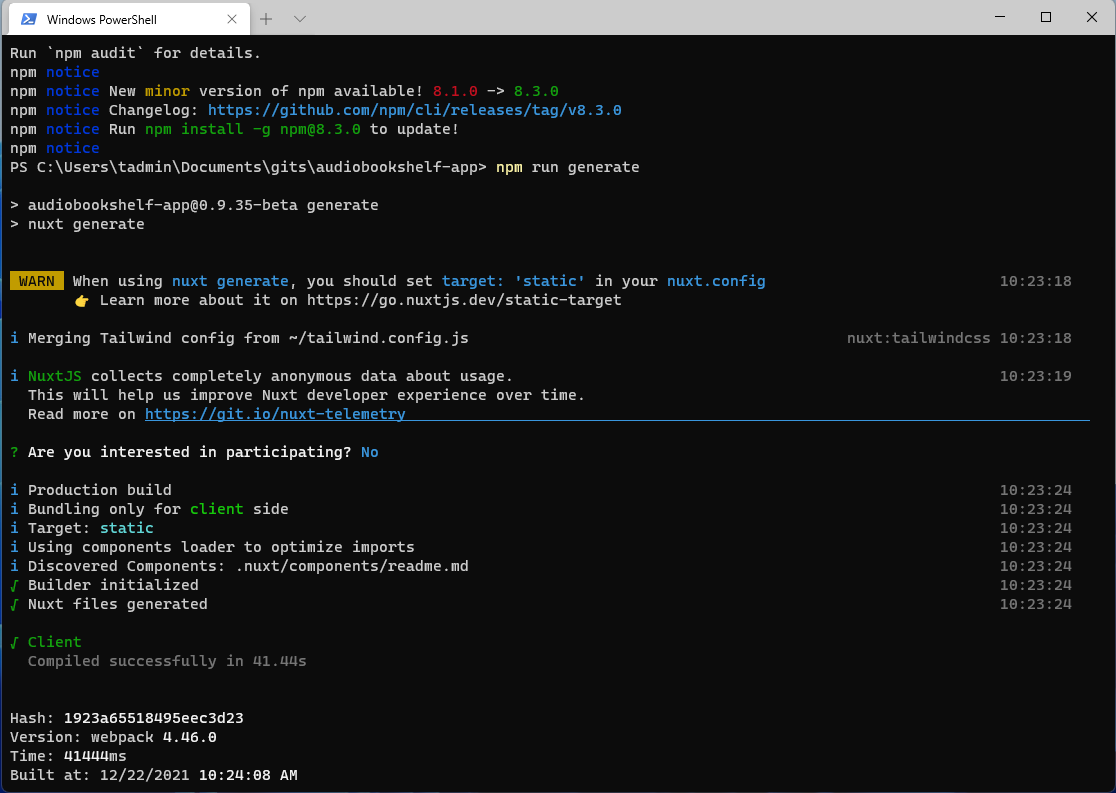 Windows PowerShell
Run `npm audit` for details.
npm notice
npm notice New minor version of npm available! 8.1.0 -> 8.3.0
npm notice Changelog: https://github.com/npm/cli/releases/tag/v8.3.0
npm notice Run npm install -g npm@8.3.0 to update!
npm notice
PS C:\Users\tadmin\Documents\gits\audiobookshelf-app> npm run generate
> audiobookshelf-app@0.9.35-beta generate
> nuxt generate
WARN When using nuxt generate, you should set target: 'static' in your nuxt.config 10:23:18
👉 Learn more about it on https://go.nuxtjs.dev/static-target
i Merging Tailwind config from ~/tailwind.config.js nuxt:tailwindcss 10:23:18
i NuxtJS collects completely anonymous data about usage. 10:23:19
This will help us improve Nuxt developer experience over time.
Read more on https://git.io/nuxt-telemetry
? Are you interested in participating? No
i Production build 10:23:24
i Bundling only for client side 10:23:24
i Target: static 10:23:24
i Using components loader to optimize imports 10:23:24
i Discovered Components: .nuxt/components/readme.md 10:23:24
√ Builder initialized 10:23:24
√ Nuxt files generated 10:23:24
√ Client
Compiled successfully in 41.44s
Hash: 1923a65518495eec3d23
Version: webpack 4.46.0
Time: 41444ms
Built at: 12/22/2021 10:24:08 AM